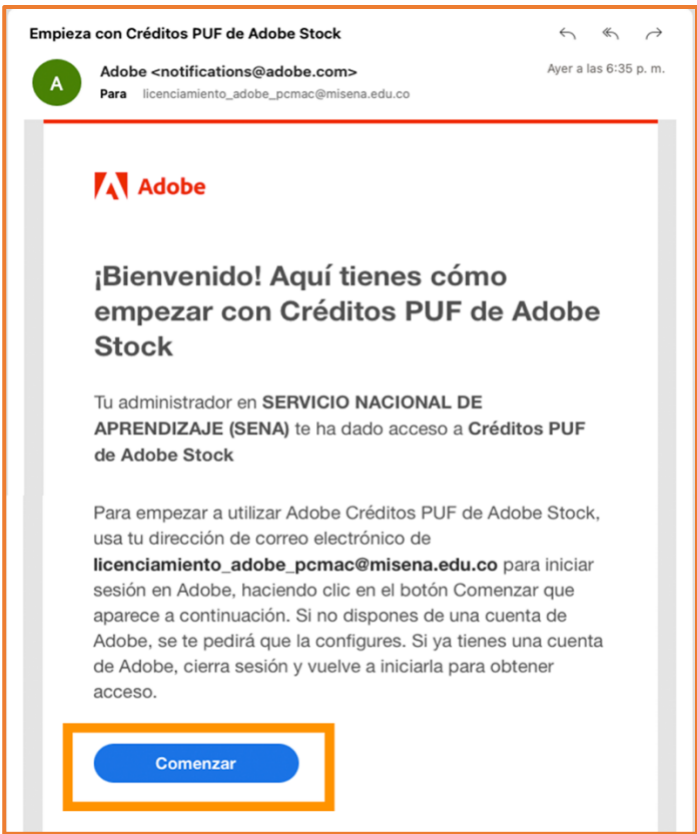 Empieza con Créditos PUF de Adobe Stock
A
Adobe <notifications@adobe.com>
Ayer a las 6:35 p. m.
Para licenciamiento_adobe_pcmac@misena.edu.co
Adobe
¡Bienvenido! Aquí tienes cómo
empezar con Créditos PUF de Adobe
Stock
Tu administrador en SERVICIO NACIONAL DE
APRENDIZAJE (SENA) te ha dado acceso a Créditos PUF
de Adobe Stock
Para empezar a utilizar Adobe Créditos PUF de Adobe Stock,
usa tu dirección de correo electrónico de
licenciamiento_adobe_pcmac@misena.edu.co para iniciar
sesión en Adobe, haciendo clic en el botón Comenzar que
aparece a continuación. Si no dispones de una cuenta de
Adobe, se te pedirá que la configures. Si ya tienes una cuenta
de Adobe, cierra sesión y vuelve a iniciarla para obtener
acceso.
Comenzar